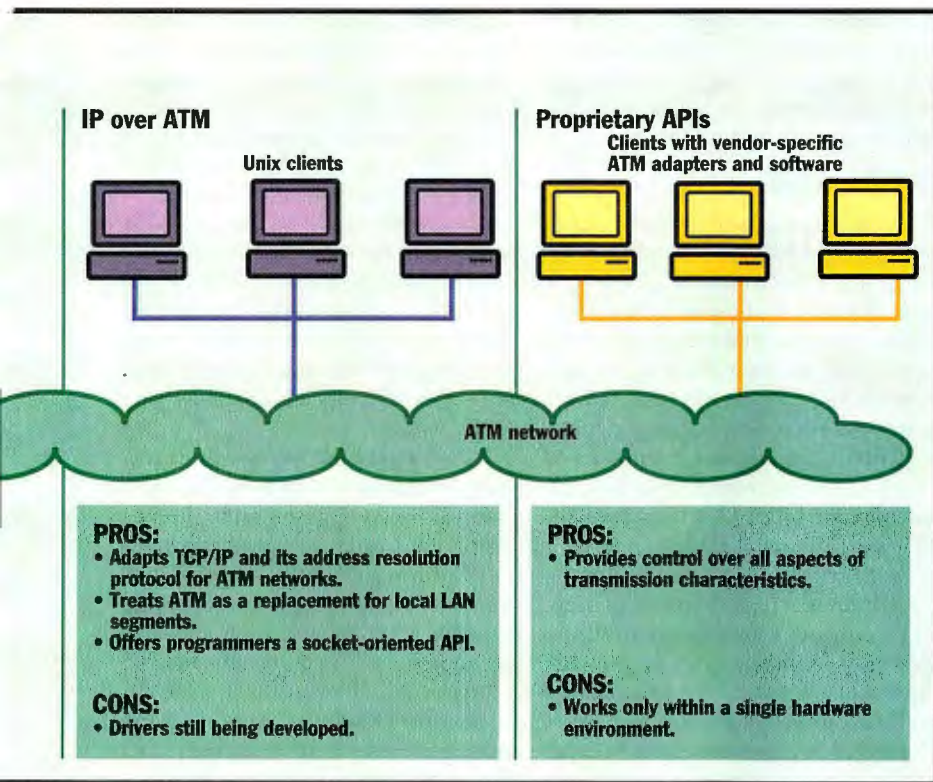 IP over ATM
Unix clients
Proprietary APIs
Clients with vendor-specific
ATM adapters and software
ATM network
PROS:
• Adapts TCP/IP and its address resolution
protocol for ATM networks.
• Treats ATM as a replacement for local LAN
segments.
• Offers programmers a socket-oriented API.
CONS:
• Drivers still being developed.
PROS:
• Provides control over all aspects of
transmission characteristics.
CONS:
• Works only within a single hardware
environment.